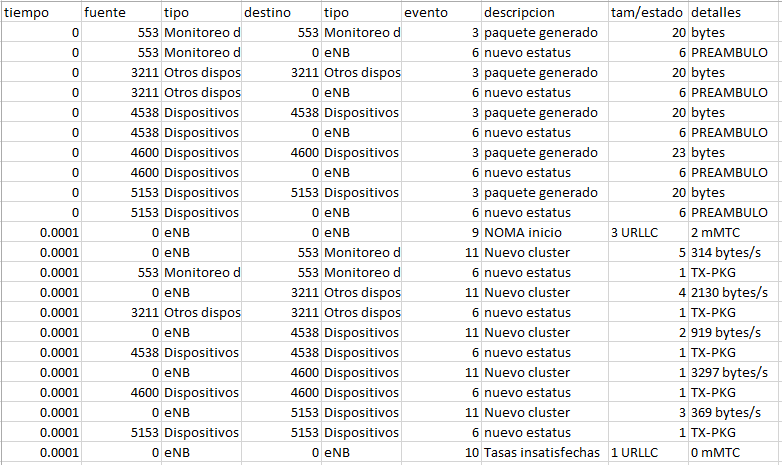 tiempo fuente tipo destino tipo evento descripcion tam/estado detalles
0 553 Monitoreo d 553 Monitoreo d 3 paquete generado 20 bytes
0 553 Monitoreo d 0 eNB 6 nuevo estatus 6 PREAMBULO
0 3211 Otros dispos 3211 Otros dispos 3 paquete generado 20 bytes
0 3211 Otros dispos 0 eNB 6 nuevo estatus 6 PREAMBULO
0 4538 Dispositivos 4538 Dispositivos 3 paquete generado 20 bytes
0 4538 Dispositivos 0 eNB 6 nuevo estatus 6 PREAMBULO
0 4600 Dispositivos 4600 Dispositivos 3 paquete generado 23 bytes
0 4600 Dispositivos 0 eNB 6 nuevo estatus 6 PREAMBULO
0 5153 Dispositivos 5153 Dispositivos 3 paquete generado 20 bytes
0 5153 Dispositivos 0 eNB 6 nuevo estatus 6 PREAMBULO
0.0001 0 eNB 0 eNB 9 NOMA inicio 3 URLLC 2 mMTC
0.0001 0 eNB 553 Monitoreo d 11 Nuevo cluster 5 314 bytes/s
0.0001 553 Monitoreo d 553 Monitoreo d 6 nuevo estatus 1 TX-PKG
0.0001 0 eNB 3211 Otros dispos 11 Nuevo cluster 4 2130 bytes/s
0.0001 3211 Otros dispos 3211 Otros dispos 6 nuevo estatus 1 TX-PKG
0.0001 0 eNB 4538 Dispositivos 11 Nuevo cluster 2 919 bytes/s
0.0001 4538 Dispositivos 4538 Dispositivos 6 nuevo estatus 1 TX-PKG
0.0001 0 eNB 4600 Dispositivos 11 Nuevo cluster 1 3297 bytes/s
0.0001 4600 Dispositivos 4600 Dispositivos 6 nuevo estatus 1 TX-PKG
0.0001 0 eNB 5153 Dispositivos 11 Nuevo cluster 3 369 bytes/s
0.0001 5153 Dispositivos 5153 Dispositivos 6 nuevo estatus 1 TX-PKG
0.0001 0 eNB 0 eNB 10 Tasas insatisfechas 1 URLLC 0 mMTC